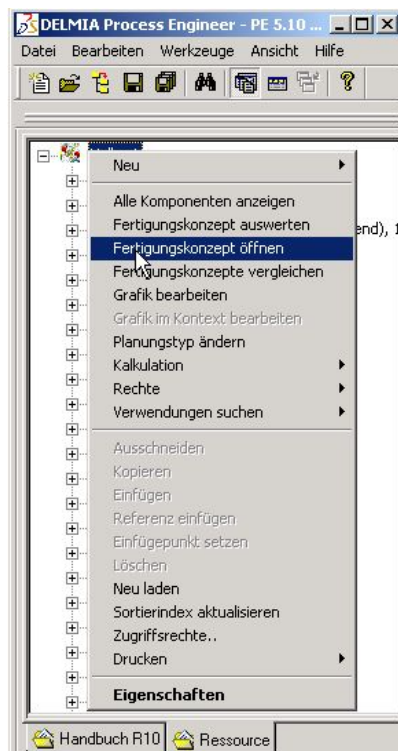 DELMIA Process Engineer - PE 5.10 ...
Datei Bearbeiten Werkzeuge Ansicht Hilfe
Neu
Alle Komponenten anzeigen
Fertigungskonzept auswerten
end), 1
Fertigungskonzept öffnen
Fertigungskonzepte vergleichen
Grafik bearbeiten
Grafik im Kontext bearbeiten
Planungstyp ändern
Kalkulation
Rechte
Verwendungen suchen
Ausschneiden
Kopieren
Einfügen
Referenz einfügen
Einfügepunkt setzen
Löschen
Neu laden
Sortierindex aktualisieren
Zugriffsrechte..
Drucken
Eigenschaften
Handbuch R10 Ressource